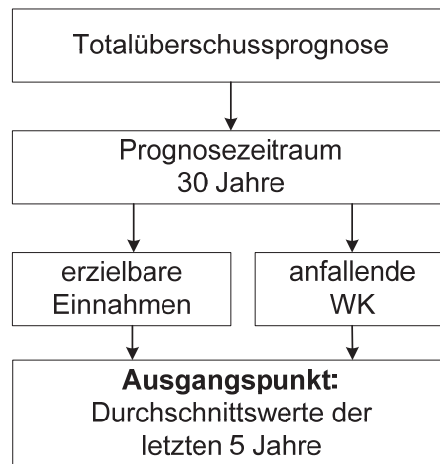 Totalüberschussprognose
Prognosezeitraum
30 Jahre
erzielbare
Einnahmen
anfallende
WK
Ausgangspunkt:
Durchschnittswerte der
letzten 5 Jahre